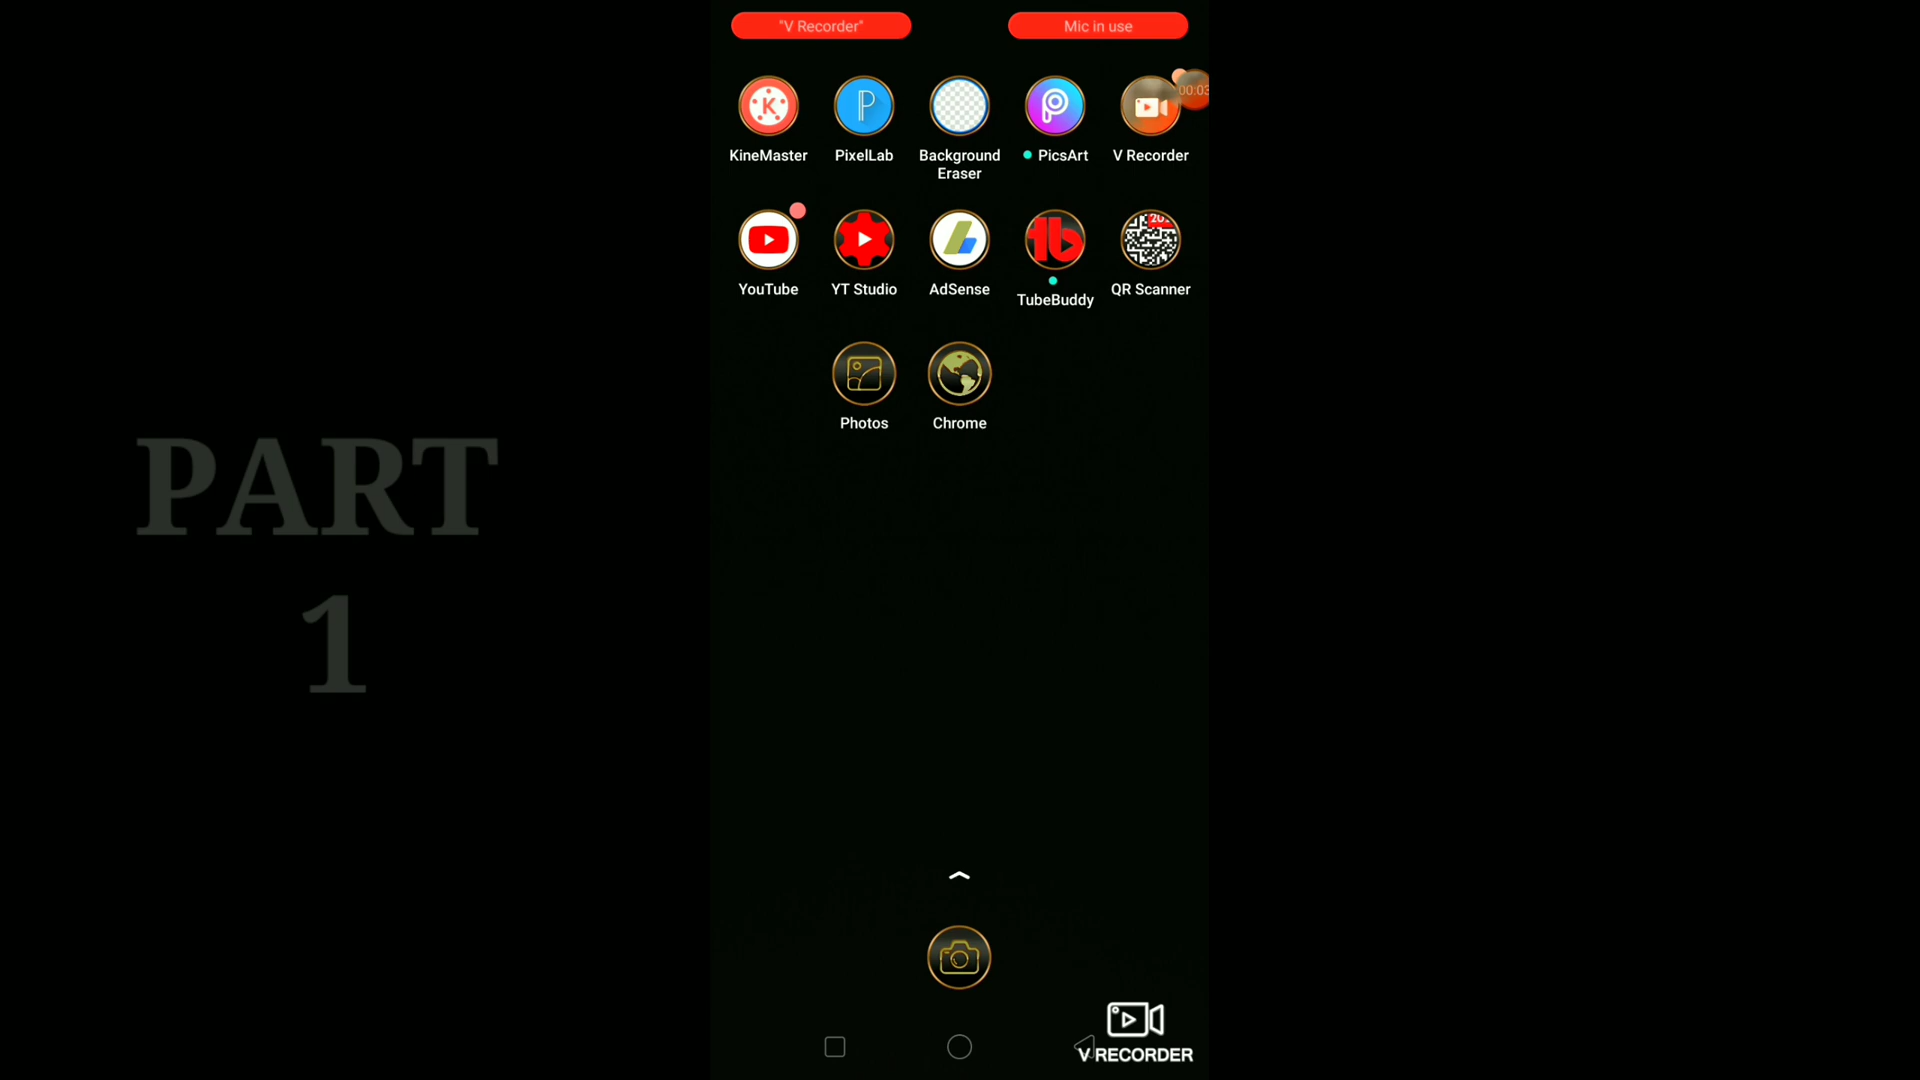 "V Recorder" Mic in use
00:03
KineMaster PixelLab Background Eraser PicsArt V Recorder
20
YouTube YT Studio AdSense TubeBuddy QR Scanner
Photos Chrome
PART
1
V RECORDER